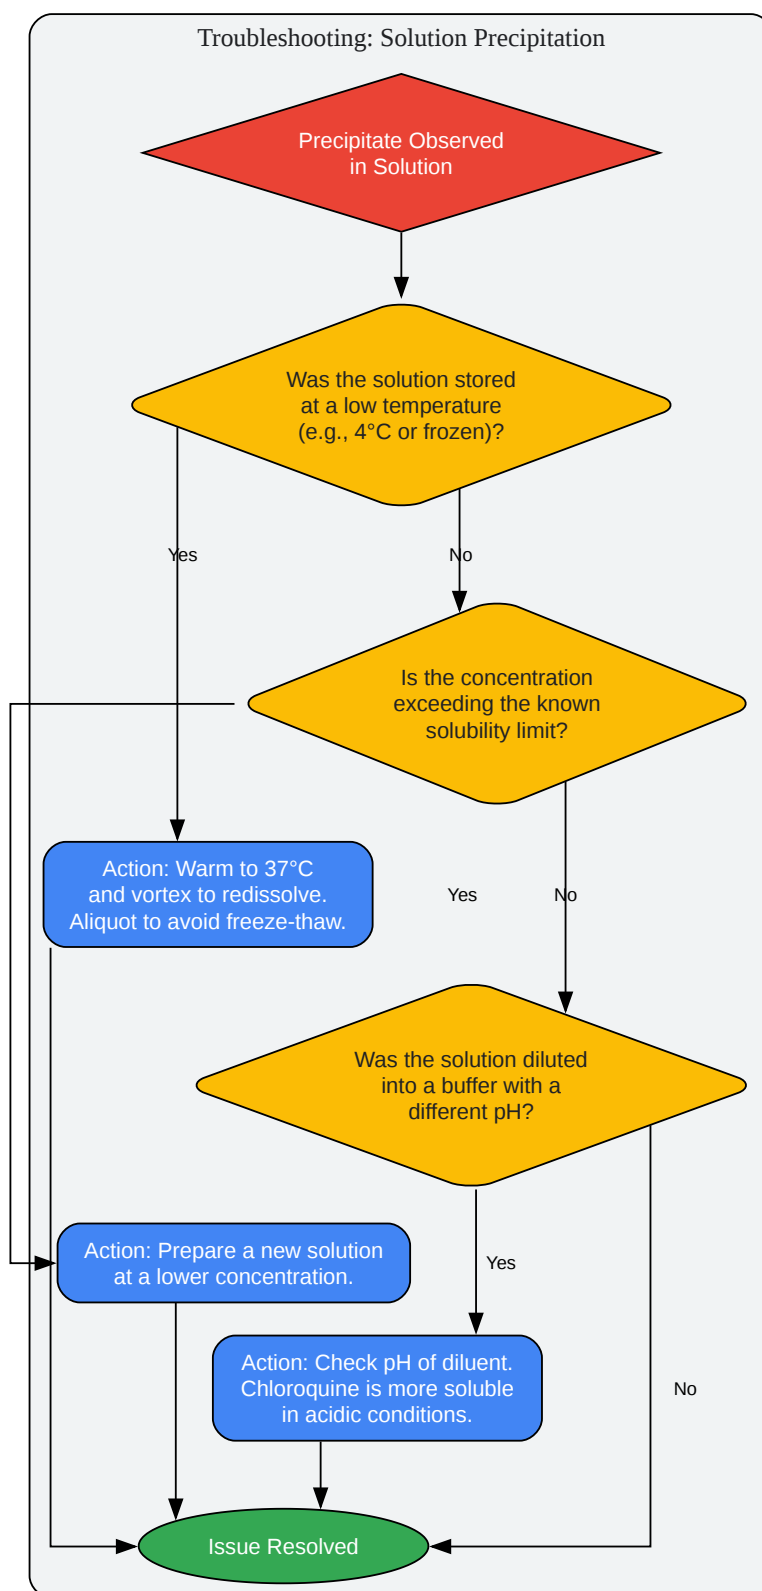 Troubleshooting: Solution Precipitation
Precipitate Observed
in Solution
Was the solution stored
at a low temperature
(e.g., 4°C or frozen)?
Yes
No
Is the concentration
exceeding the known
solubility limit?
Action: Warm to 37°C
and vortex to redissolve.
Aliquot to avoid freeze-thaw.
Yes
No
Was the solution diluted
into a buffer with a
different pH?
Action: Prepare a new solution
at a lower concentration.
Yes
Action: Check pH of diluent.
Chloroquine is more soluble
in acidic conditions.
No
Issue Resolved